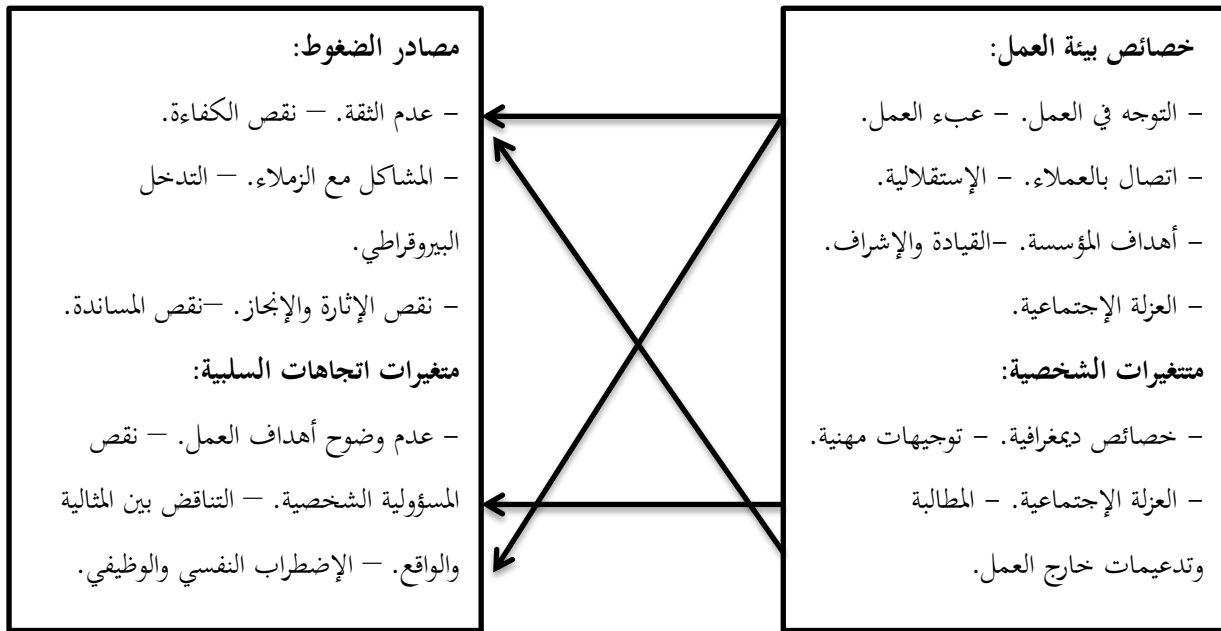 خصائص بيئة العمل:
- التوجه في العمل. - عبء العمل.
- اتصال بالعملاء. - الإستقلالية.
- أهداف المؤسسة. -القيادة والإشراف.
- العزلة الإجتماعية.
متتغيرات الشخصية:
- خصائص ديمغرافية. - توجيهات مهنية.
- العزلة الإجتماعية. - المطالبة
وتدعيمات خارج العمل.
مصادر الضغوط:
- عدم الثقة. – نقص الكفاءة.
- المشاكل مع الزملاء. – التدخل
البيروقراطي.
- نقص الإثارة والإنجاز. –نقص المساندة.
متغيرات اتجاهات السلبية:
- عدم وضوح أهداف العمل. – نقص
المسؤولية الشخصية. – التناقض بين المثالية
والواقع. – الإضطراب النفسي والوظيفي.